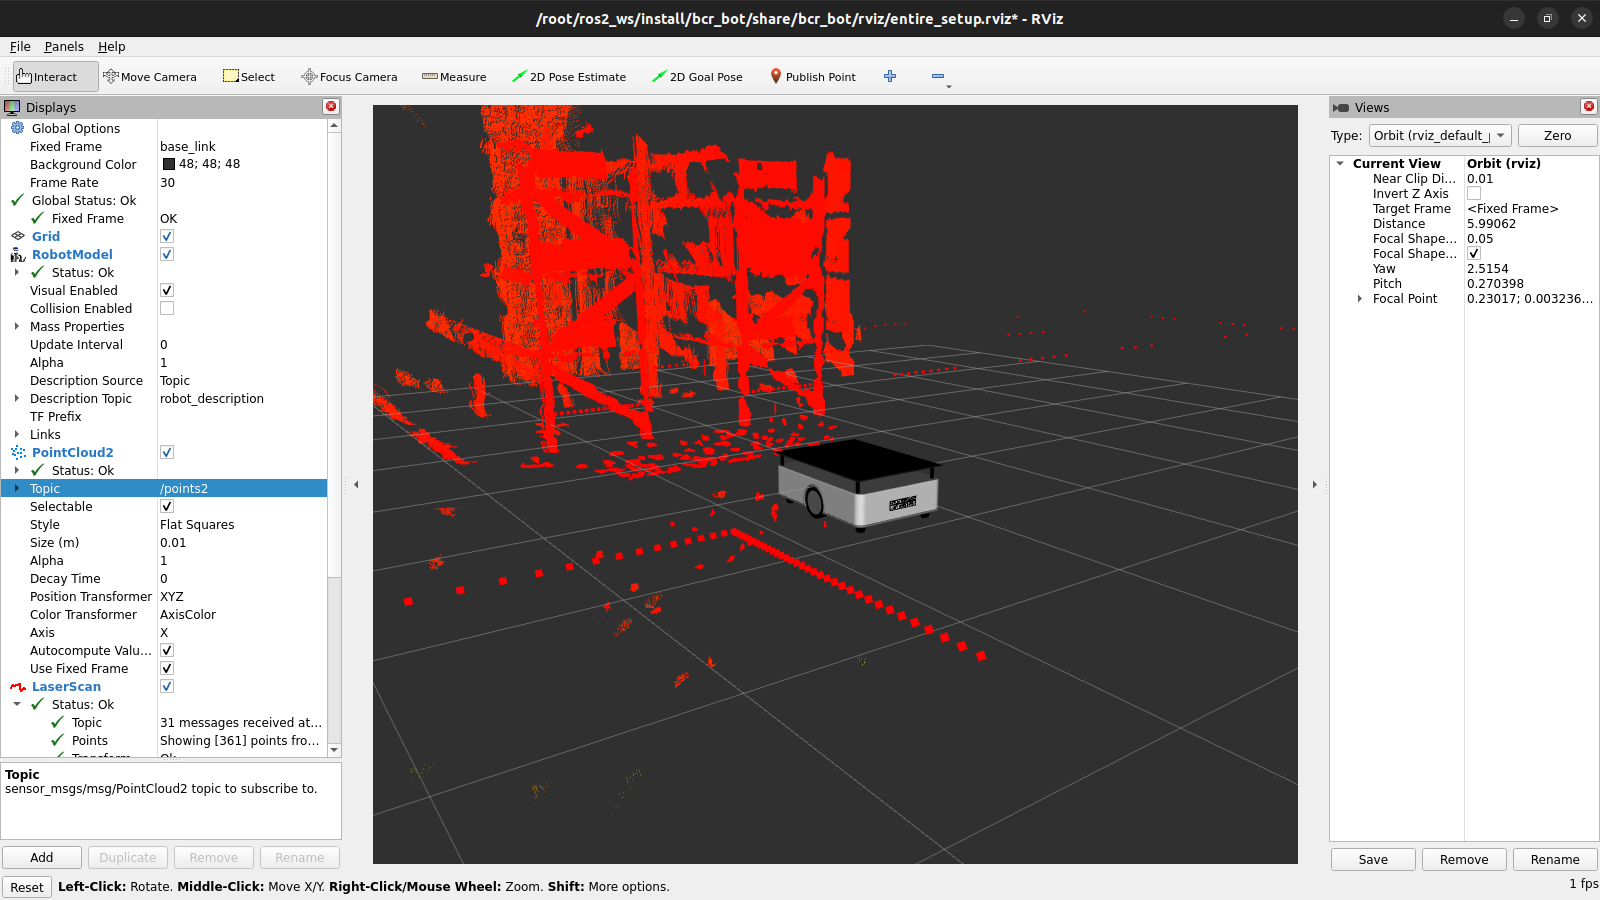 /root/ros2_ws/install/bcr_bot/share/bcr_bot/rviz/entire_setup.rviz* - RViz
File Panels Help
Interact Move Camera Select Focus Camera Measure 2D Pose Estimate 2D Goal Pose Publish Point
Displays
Global Options
Fixed Frame base_link
Background Color 48; 48; 48
Frame Rate 30
Global Status: Ok
Fixed Frame OK
Grid
RobotModel
Status: Ok
Visual Enabled
Collision Enabled
Mass Properties
Update Interval 0
Alpha 1
Description Source Topic
Description Topic robot_description
TF Prefix
Links
PointCloud2
Status: Ok
Topic /points2
Selectable
Style Flat Squares
Size (m) 0.01
Alpha 1
Decay Time 0
Position Transformer XYZ
Color Transformer AxisColor
Axis X
Autocompute Valu...
Use Fixed Frame
LaserScan
Status: Ok
Topic 31 messages received at...
Points Showing [361] points fro...
Topic
sensor_msgs/msg/PointCloud2 topic to subscribe to.
Add Duplicate Remove Rename
Reset Left-Click: Rotate. Middle-Click: Move X/Y. Right-Click/Mouse Wheel: Zoom. Shift: More options.
Views
Type: Orbit (rviz_default_ Zero
Current View Orbit (rviz)
Near Clip Di... 0.01
Invert Z Axis
Target Frame <Fixed Frame>
Distance 5.99062
Focal Shape... 0.05
Focal Shape...
Yaw 2.5154
Pitch 0.270398
Focal Point 0.23017; 0.003236...
Save Remove Rename
1 fps